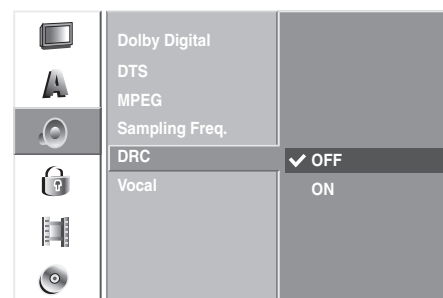 A
Dolby Digital
DTS
MPEG
Sampling Freq.
DRC
Vocal
✔ OFF
ON